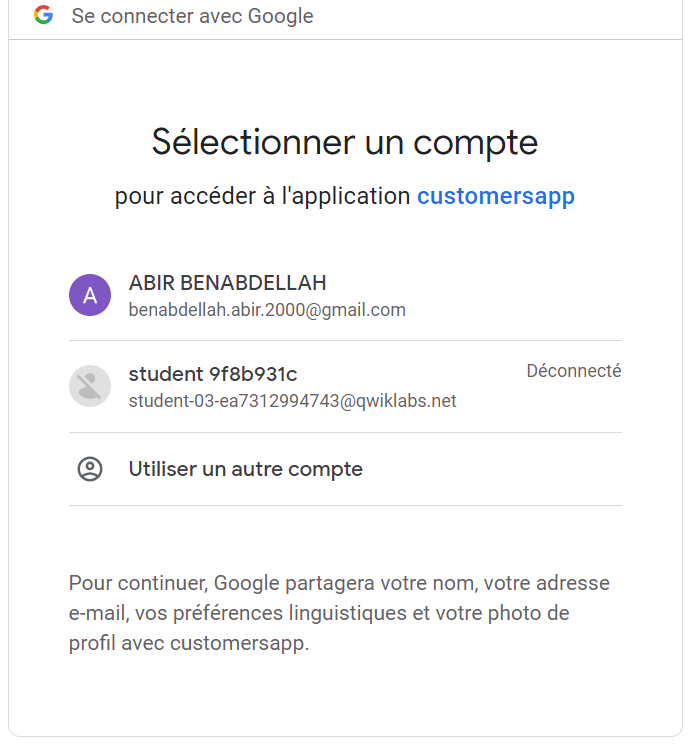 Se connecter avec Google
Sélectionner un compte
pour accéder à l'application customersapp
A
ABIR BENABDELLAH
benabdellah.abir.2000@gmail.com
student 9f8b931c
Déconnecté
student-03-ea7312994743@qwiklabs.net
Utiliser un autre compte
Pour continuer, Google partagera votre nom, votre adresse
e-mail, vos préférences linguistiques et votre photo de
profil avec customersapp.